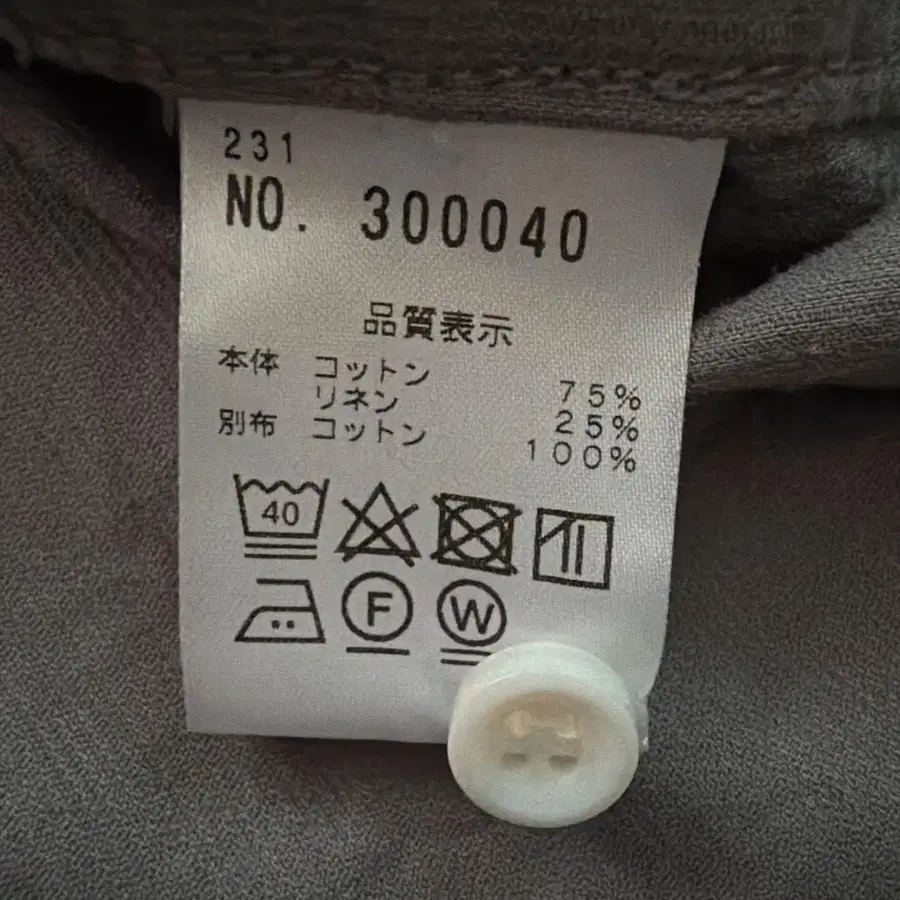 231
NO. 300040
品質表示
本体 コットン 75%
リネン 25%
別布 コットン 100%
40
F W